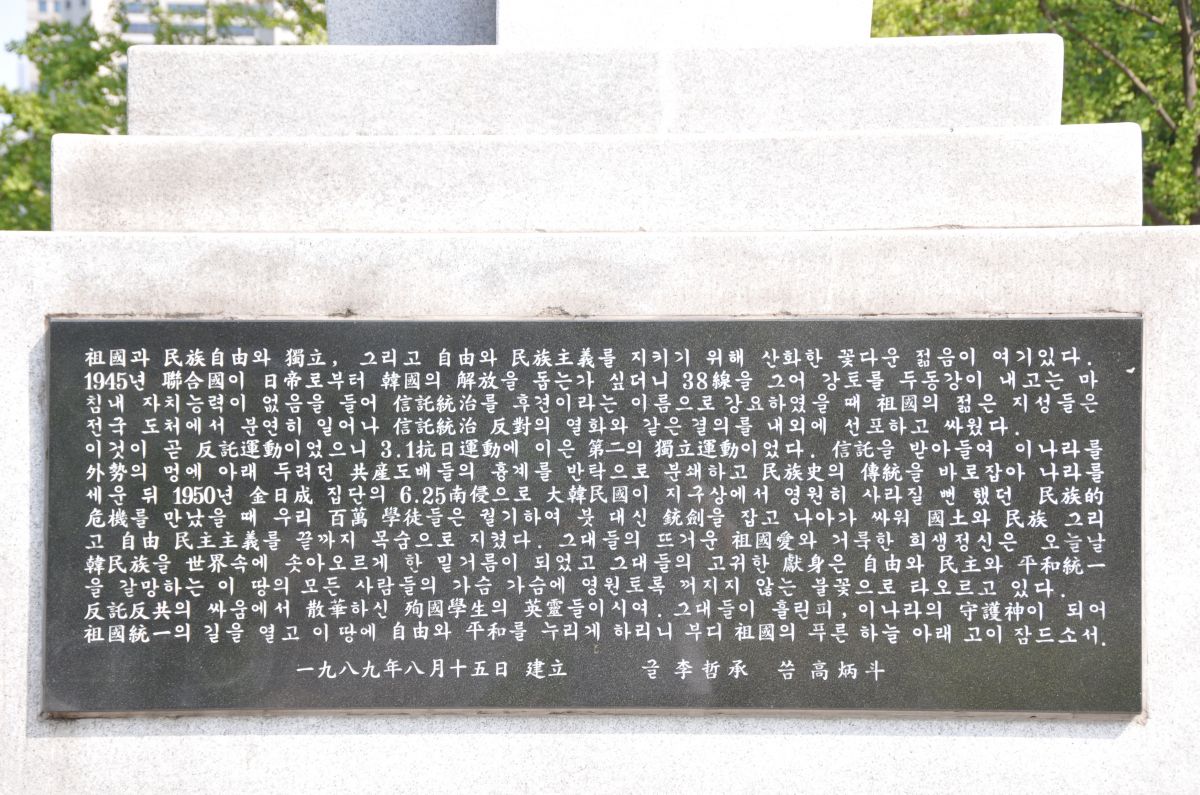 祖國과 民族自由와 獨立, 그리고 自由와 民族主義를 지키기 위해 산화한 꽃다운 젊음이 여기있다.
1945년 聯合國이 日帝로부터 韓國의 解放을 돕는가 싶더니 38線을 그어 강토를 두동강이 내고는 마
침내 자치능력이 없음을 들어 信託統治를 후견이라는 이름으로강요하였을 때 祖國의 젊은 지성들은
전국 도처에서 분연히 일어나 信託統治 反對의 열화와 같은 결의를 내외에 선포하고 싸웠다.
이것이 곧 反託運動이었으니 3.1抗日運動에 이은 第二의 獨立運動이었다. 信託을 받아들여 이나라를
外勢의 멍에 아래 두려던 共産도배들의 흉계를 반탁으로 분쇄하고 民族史의 傳統을 바로잡아 나라를
세운 뒤 1950년 金日成 집단의 6.25南侵으로 大韓民國이 지구상에서 영원히 사라질 뻔 했던 民族的
危機를 만났을 때 우리 百萬 學徒들은 궐기하여 붓 대신 銃劍을 잡고 나아가 싸워 國土와 民族 그리
고 自由 民主主義를 끝까지 목숨으로 지켰다. 그대들의 뜨거운 祖國愛와 거룩한 희생정신은 오늘날
韓民族을 世界속에 솟아오르게 한 밑거름이 되었고 그대들의 고귀한 獻身은 自由와 民主와 平和統一
을 갈망하는 이 땅의 모든 사람들의 가슴 가슴에 영원토록 꺼지지 않는 불꽃으로 타오르고 있다.
反託反共의 싸움에서 散華하신 殉國學生의 英靈들이시여. 그대들이 흘린피, 이나라의 守護神이 되어
祖國統一의 길을 열고 이 땅에 自由와 平和를 누리게 하리니 부디 祖國의 푸른 하늘 아래 고이 잠드소서.
一九八九年八月十五日 建立 글 李哲承 씀 高炳斗